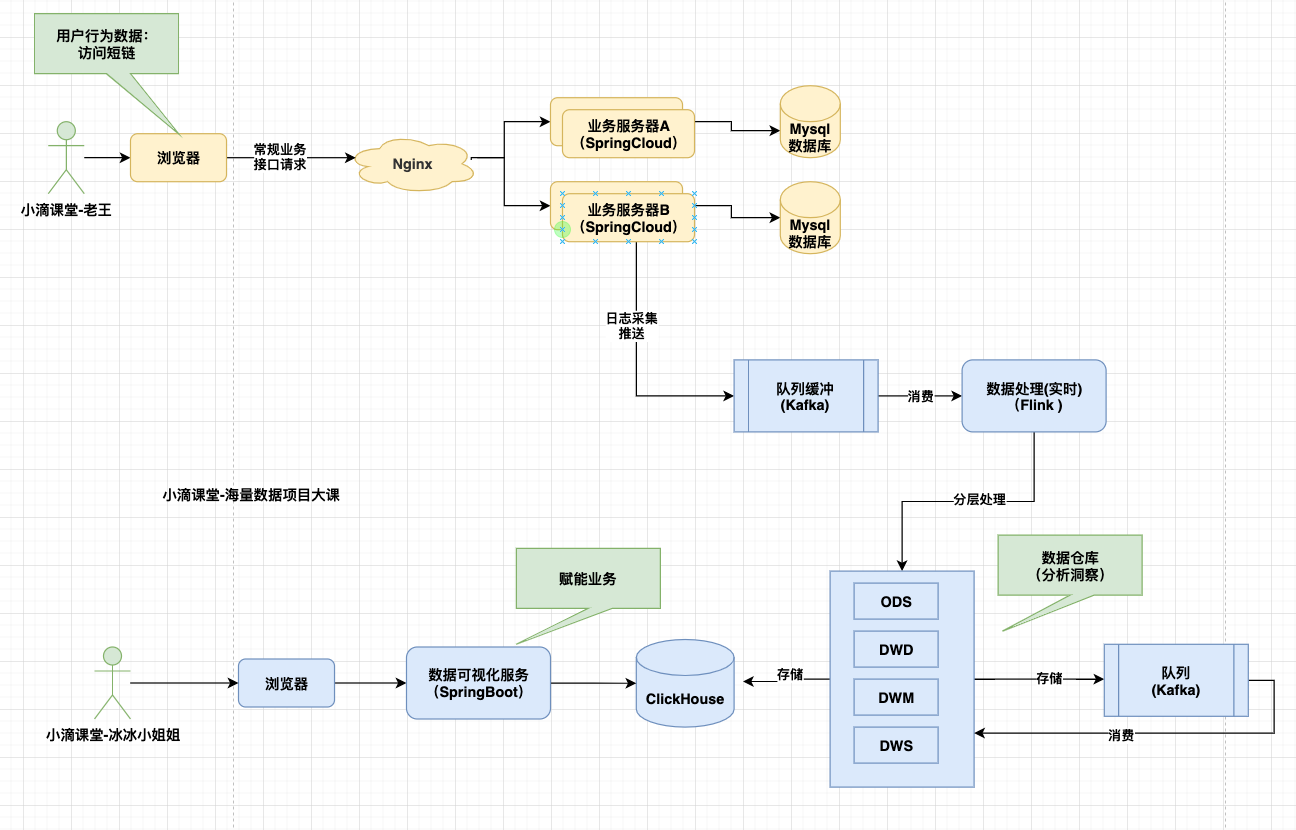 用户行为数据：
访问短链
浏览器
小滴课堂-老王
常规业务
接口请求
Nginx
业务服务器A
（SpringCloud）
Mysql
数据库
业务服务器B
（SpringCloud）
Mysql
数据库
日志采集
推送
队列缓冲
(Kafka)
消费
数据处理(实时)
（Flink ）
小滴课堂-海量数据项目大课
分层处理
数据仓库
（分析洞察）
赋能业务
ODS
DWD
DWM
DWS
小滴课堂-冰冰小姐姐
浏览器
数据可视化服务
（SpringBoot）
ClickHouse
存储
存储
队列
(Kafka)
消费